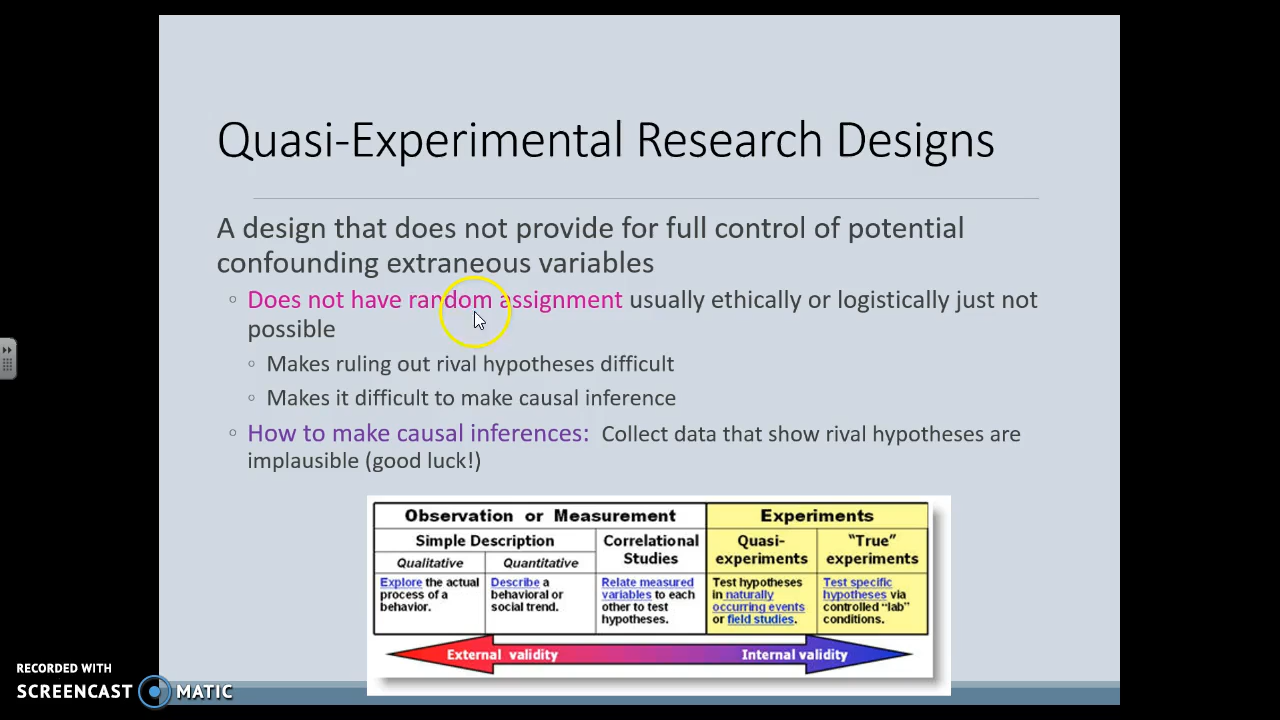 Quasi-Experimental Research Designs
A design that does not provide for full control of potential
confounding extraneous variables
◦ Does not have random assignment usually ethically or logistically just not
possible
◦ Makes ruling out rival hypotheses difficult
◦ Makes it difficult to make causal inference
◦ How to make causal inferences: Collect data that show rival hypotheses are
implausible (good luck!)
Observation or Measurement
Experiments
Simple Description
Correlational
Studies
Quasi-
experiments
“True”
experiments
Qualitative
Quantitative
Explore the actual
process of a
behavior.
Describe a
behavioral or
social trend.
Relate measured
variables to each
other to test
hypotheses.
Test hypotheses
in naturally
occurring events
or field studies.
Test specific
hypotheses via
controlled “lab”
conditions.
External validity
Internal validity
RECORDED WITH
SCREENCAST MATIC